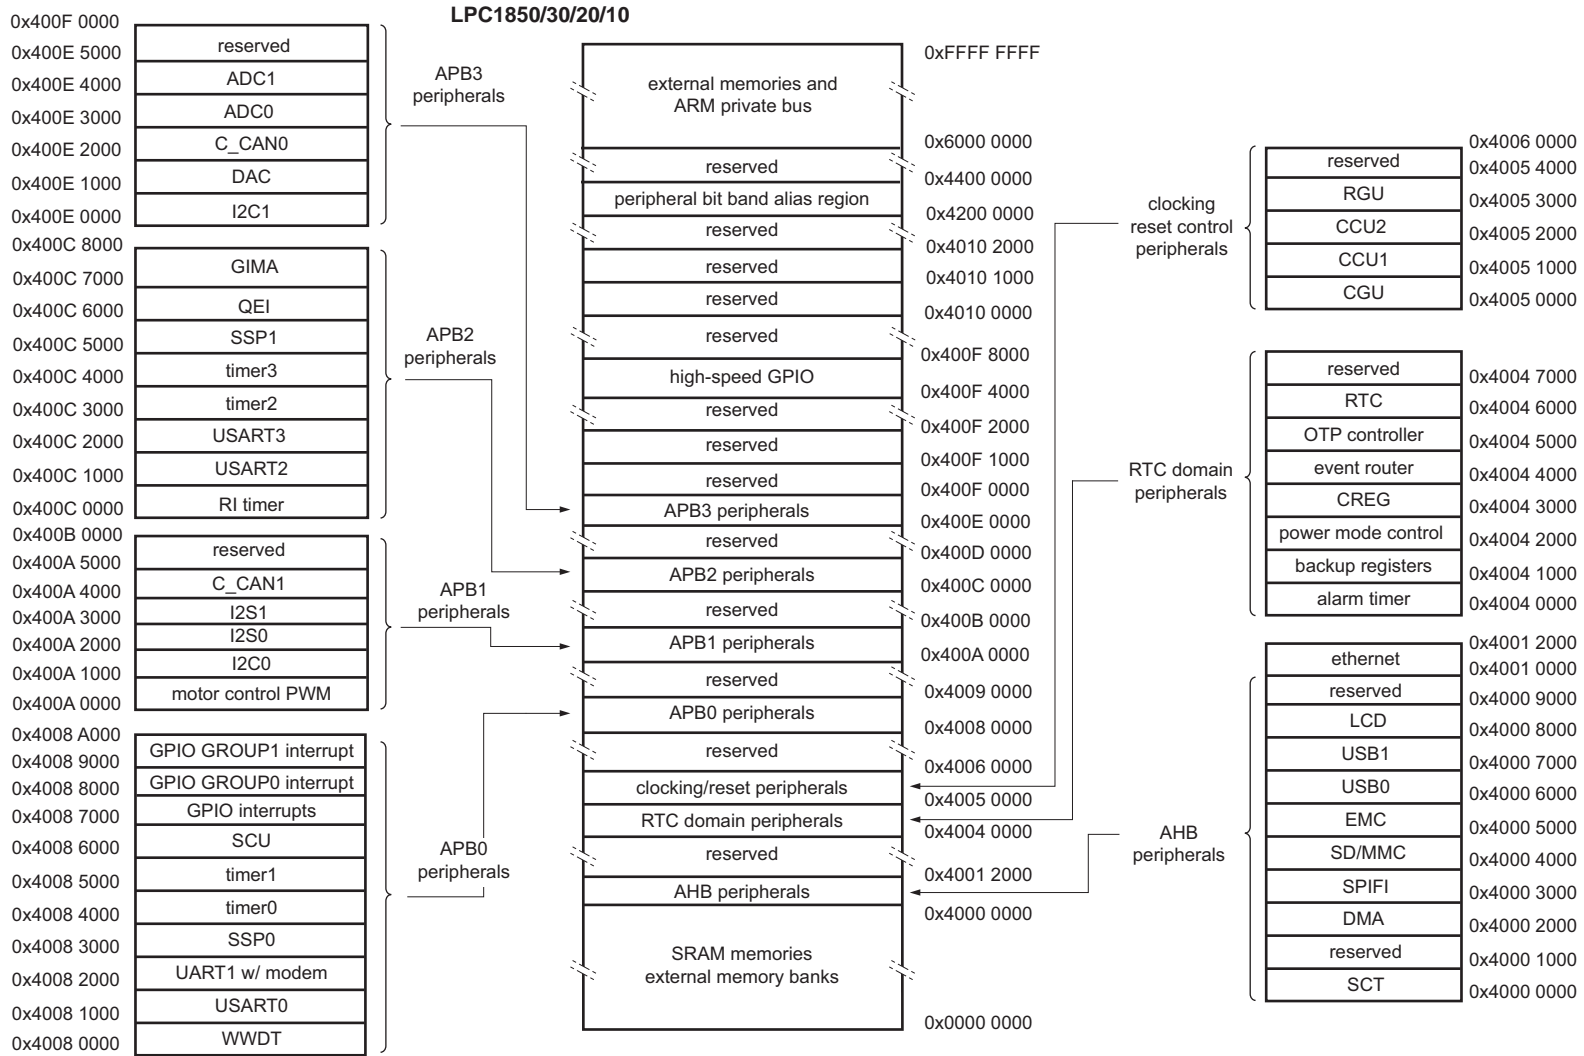 LPC1850/30/20/10
0x400F 0000
reserved
0x400E 5000
ADC1
0x400E 4000
ADC0
0x400E 3000
C_CAN0
0x400E 2000
DAC
0x400E 1000
I2C1
0x400E 0000
APB3
peripherals
0x400C 8000
GIMA
0x400C 7000
QEI
0x400C 6000
SSP1
0x400C 5000
timer3
0x400C 4000
timer2
0x400C 3000
USART3
0x400C 2000
USART2
0x400C 1000
RI timer
0x400C 0000
APB2
peripherals
0x400B 0000
reserved
0x400A 5000
C_CAN1
0x400A 4000
I2S1
0x400A 3000
I2S0
0x400A 2000
I2C0
0x400A 1000
motor control PWM
0x400A 0000
APB1
peripherals
0x4008 A000
GPIO GROUP1 interrupt
0x4008 9000
GPIO GROUP0 interrupt
0x4008 8000
GPIO interrupts
0x4008 7000
SCU
0x4008 6000
timer1
0x4008 5000
timer0
0x4008 4000
SSP0
0x4008 3000
UART1 w/ modem
0x4008 2000
USART0
0x4008 1000
WWDT
0x4008 0000
APB0
peripherals
0xFFFF FFFF
external memories and
ARM private bus
0x6000 0000
reserved
0x4400 0000
peripheral bit band alias region
0x4200 0000
reserved
0x4010 2000
reserved
0x4010 1000
reserved
0x4010 0000
reserved
0x400F 8000
high-speed GPIO
0x400F 4000
reserved
0x400F 2000
reserved
0x400F 1000
reserved
0x400F 0000
APB3 peripherals
0x400E 0000
reserved
0x400D 0000
APB2 peripherals
0x400C 0000
reserved
0x400B 0000
APB1 peripherals
0x400A 0000
reserved
0x4009 0000
APB0 peripherals
0x4008 0000
reserved
0x4006 0000
clocking/reset peripherals
0x4005 0000
RTC domain peripherals
0x4004 0000
reserved
0x4001 2000
AHB peripherals
0x4000 0000
SRAM memories
external memory banks
0x0000 0000
clocking
reset control
peripherals
0x4006 0000
reserved
0x4005 4000
RGU
0x4005 3000
CCU2
0x4005 2000
CCU1
0x4005 1000
CGU
0x4005 0000
RTC domain
peripherals
reserved
0x4004 7000
RTC
0x4004 6000
OTP controller
0x4004 5000
event router
0x4004 4000
CREG
0x4004 3000
power mode control
0x4004 2000
backup registers
0x4004 1000
alarm timer
0x4004 0000
AHB
peripherals
0x4001 2000
ethernet
0x4001 0000
reserved
0x4000 9000
LCD
0x4000 8000
USB1
0x4000 7000
USB0
0x4000 6000
EMC
0x4000 5000
SD/MMC
0x4000 4000
SPIFI
0x4000 3000
DMA
0x4000 2000
reserved
0x4000 1000
SCT
0x4000 0000